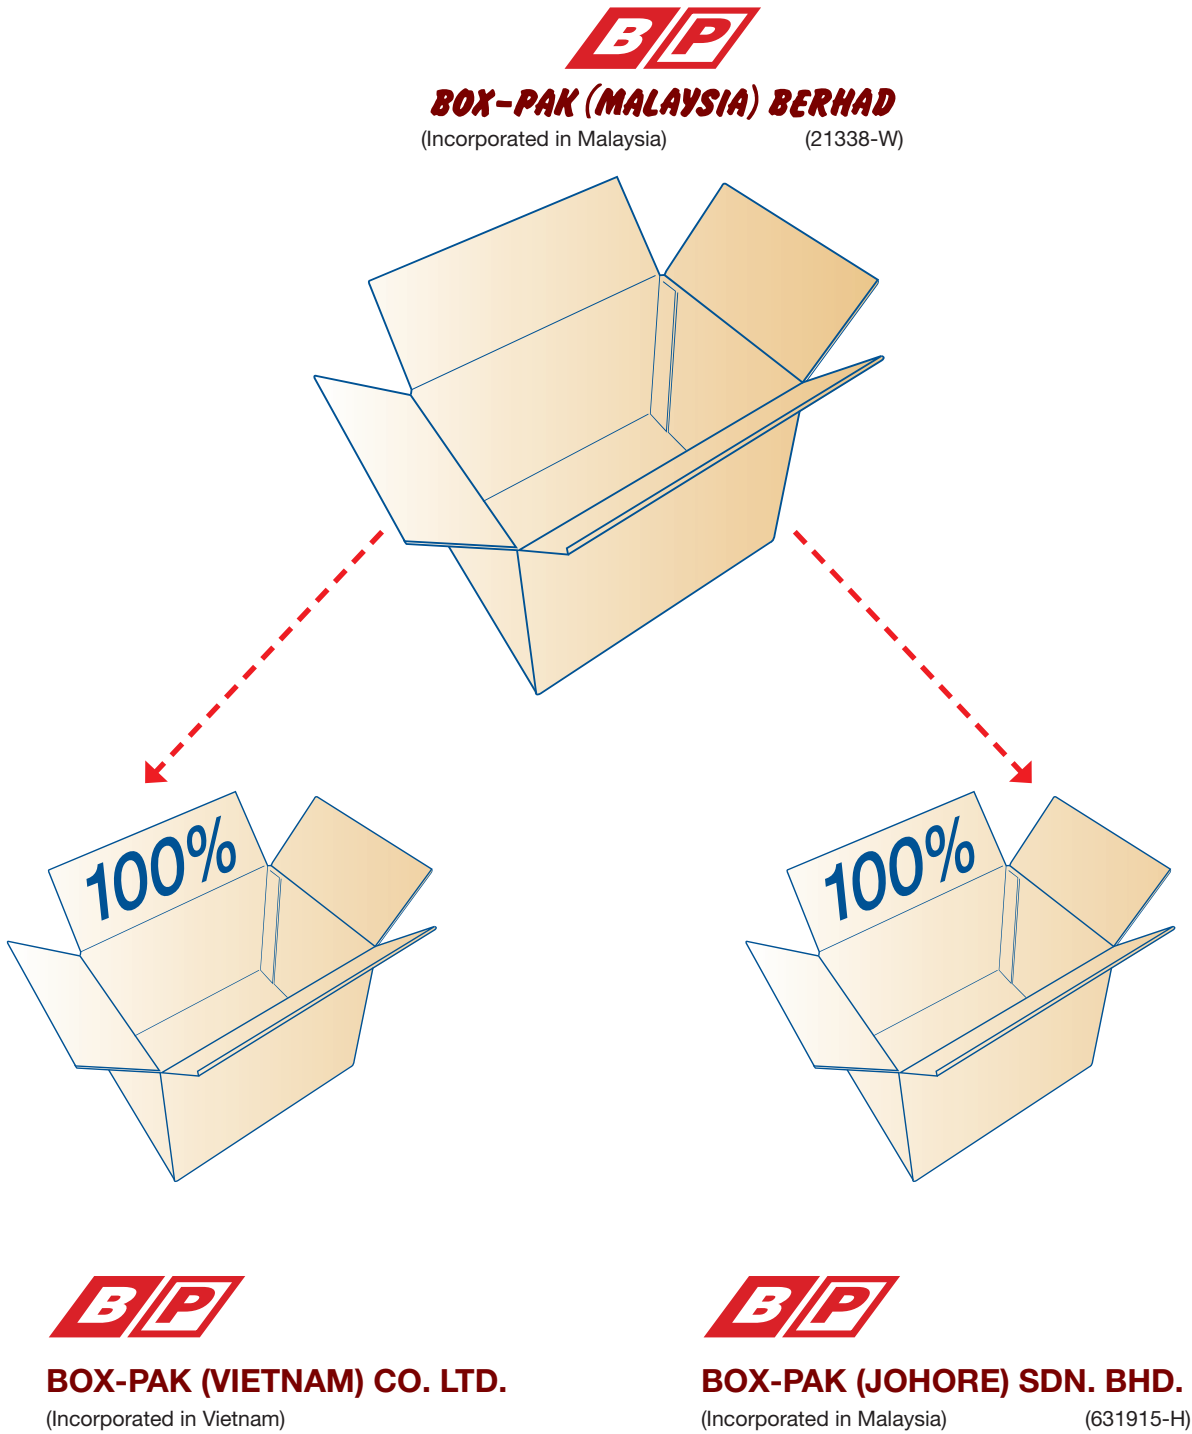 BP
BOX-PAK (MALAYSIA) BERHAD
(Incorporated in Malaysia) (21338-W)
100%
100%
BP
BOX-PAK (VIETNAM) CO. LTD.
(Incorporated in Vietnam)
BP
BOX-PAK (JOHORE) SDN. BHD.
(Incorporated in Malaysia) (631915-H)